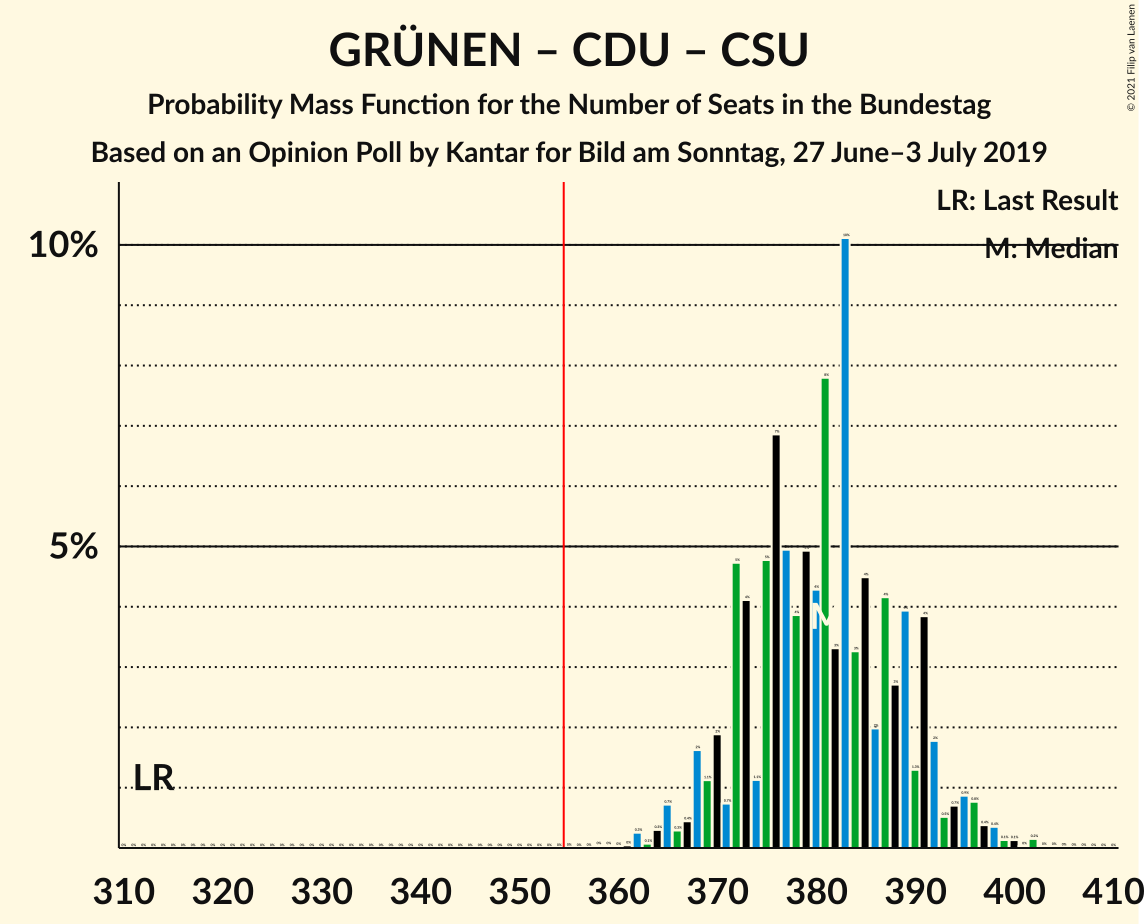 GRÜNEN – CDU – CSU
Probability Mass Function for the Number of Seats in the Bundestag
Based on an Opinion Poll by Kantar for Bild am Sonntag, 27 June–3 July 2019
© 2021 Filip van Laenen
LR: Last Result
M: Median
10%
5%
LR
M
310 320 330 340 350 360 370 380 390 400 410